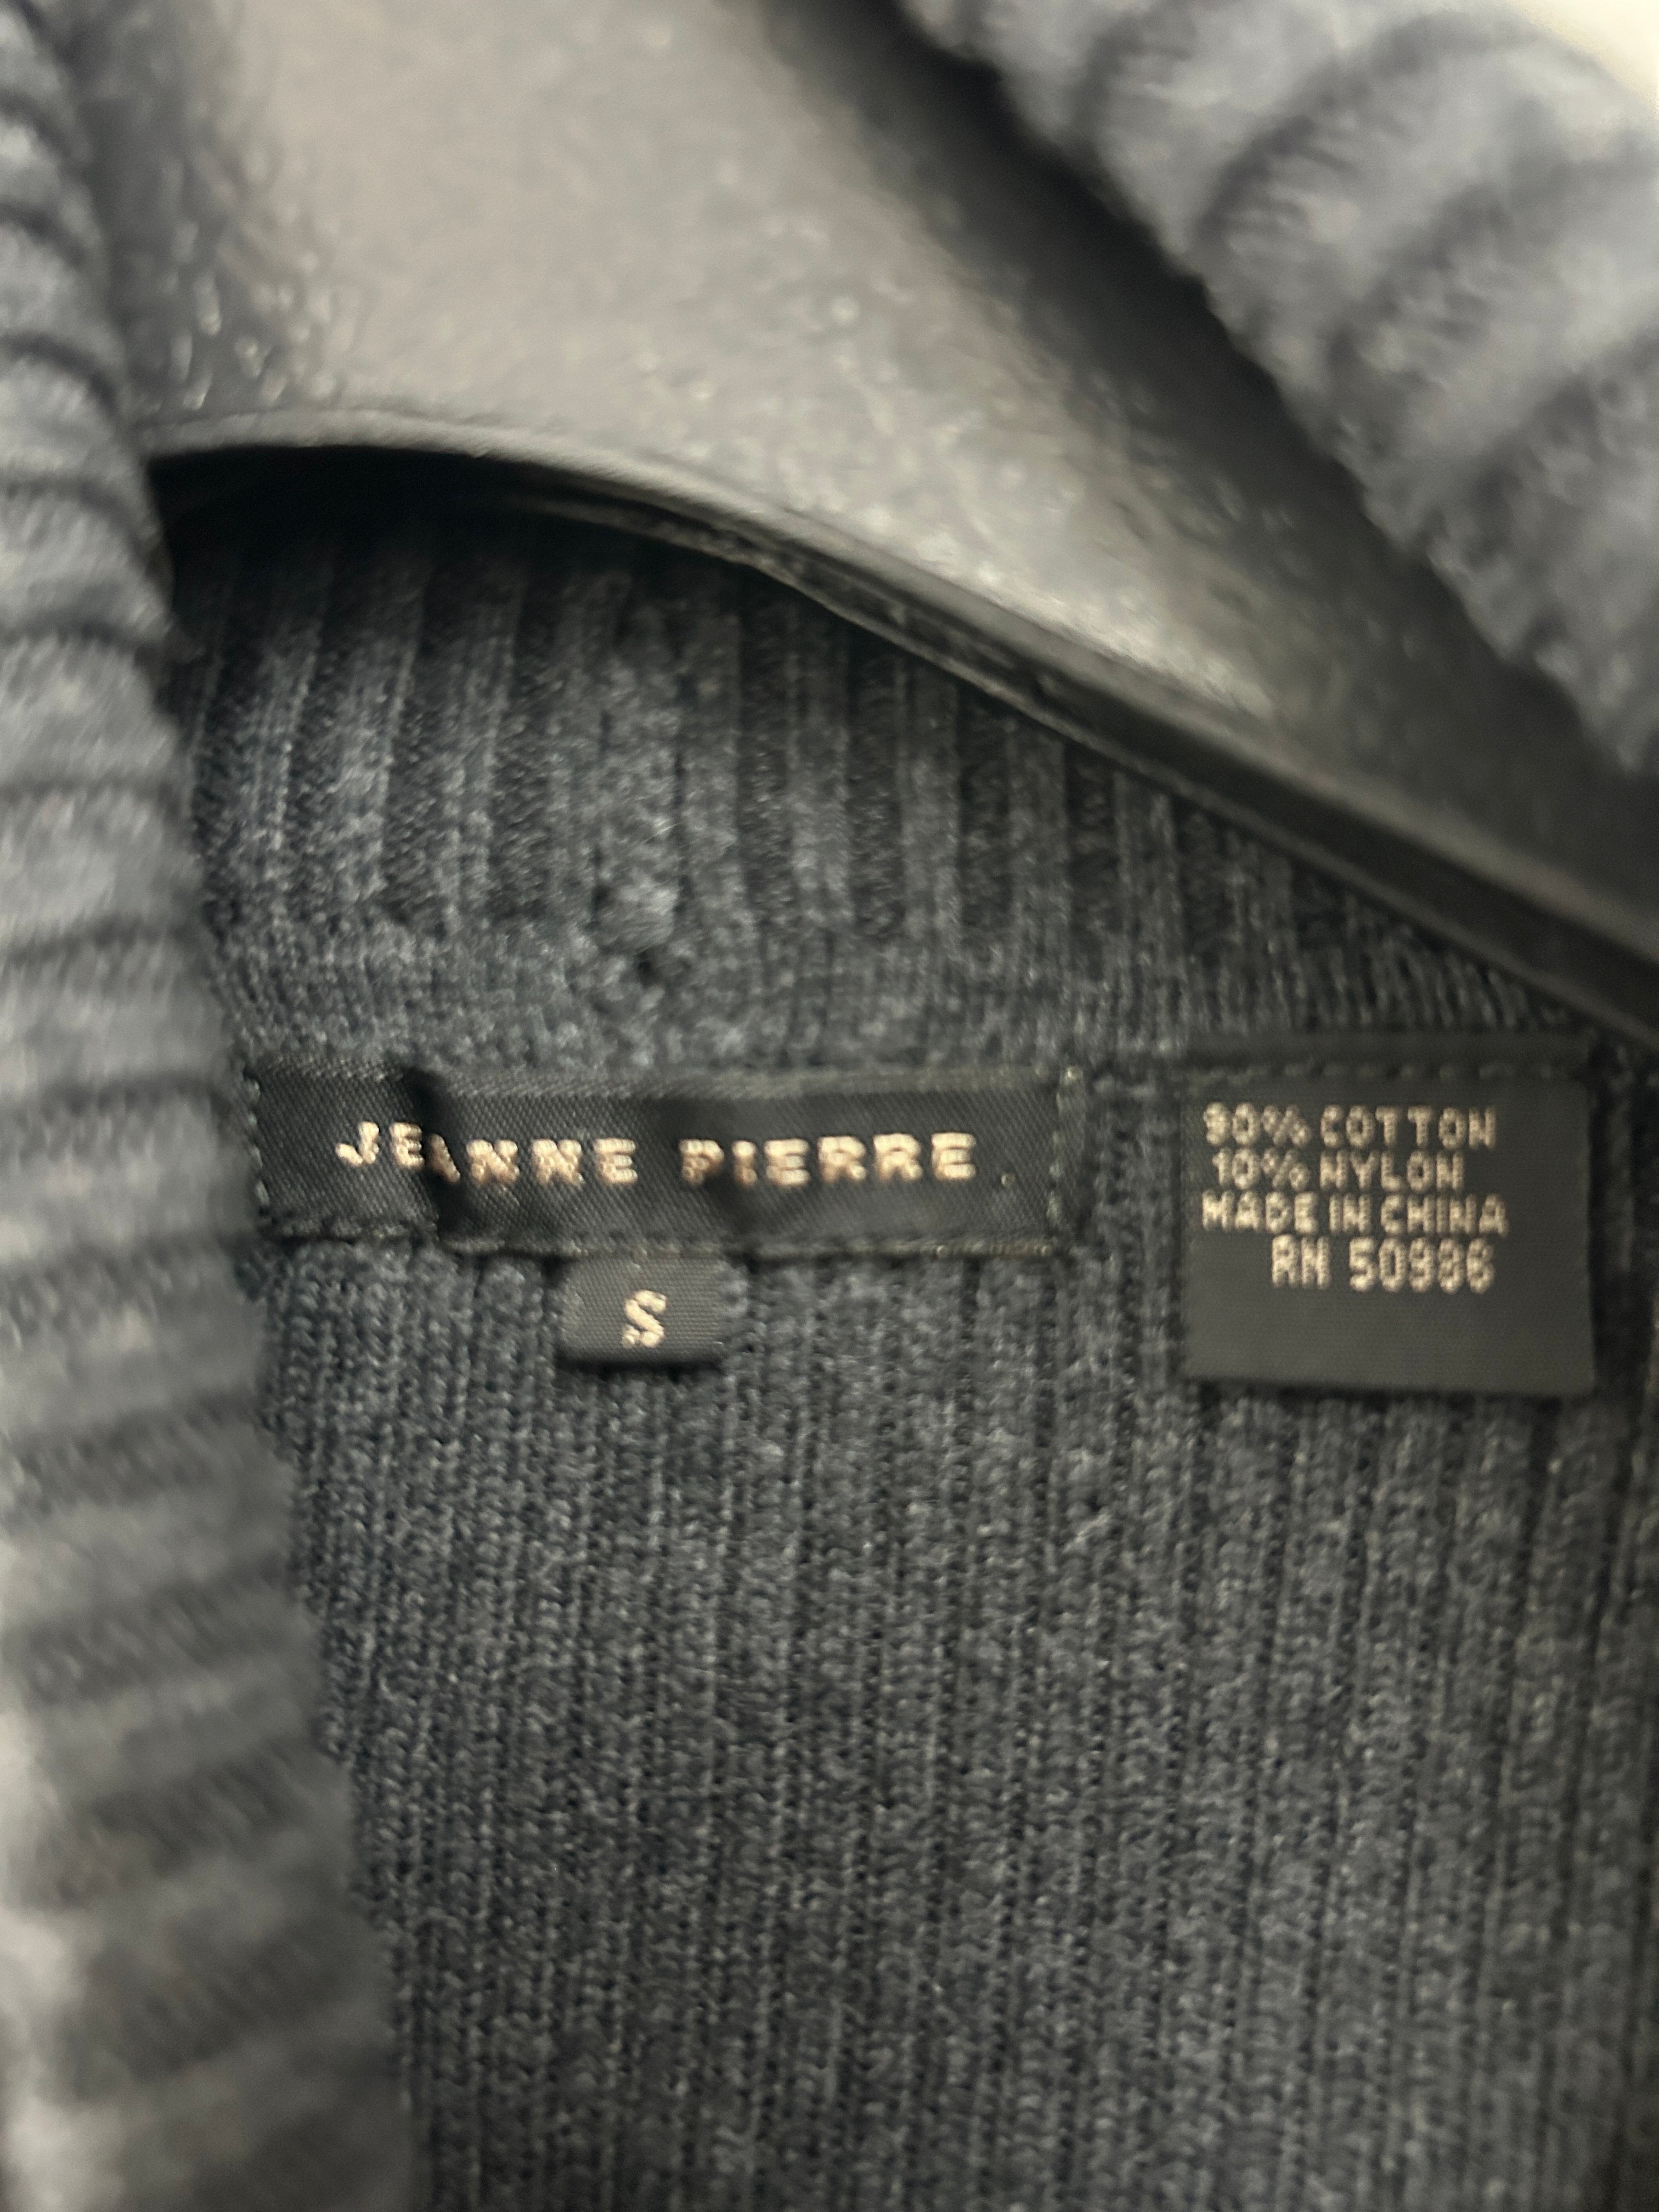 JEANNE PIERRE
S
90% COTTON
10% NYLON
MADE IN CHINA
RN 50986